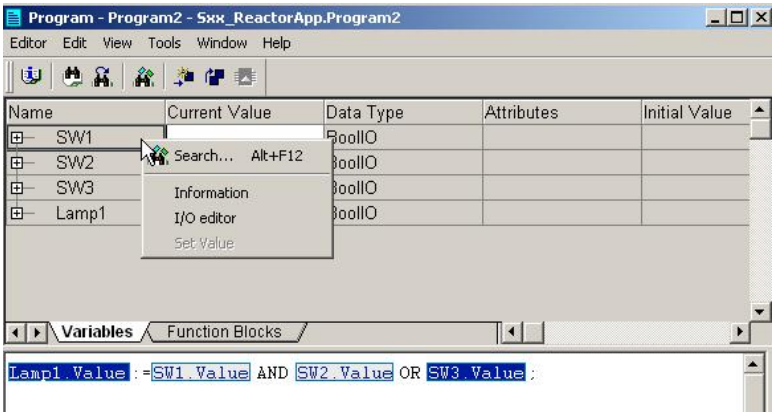 Program - Program2 - Sxx_ReactorApp.Program2
Editor Edit View Tools Window Help
Name Current Value Data Type Attributes Initial Value
SW1 BoolIO
SW2 BoolIO
SW3 BoolIO
Lamp1 BoolIO
Search... Alt+F12
Information
I/O editor
Set Value
Variables Function Blocks
Lamp1.Value:=SW1.Value AND SW2.Value OR SW3.Value;